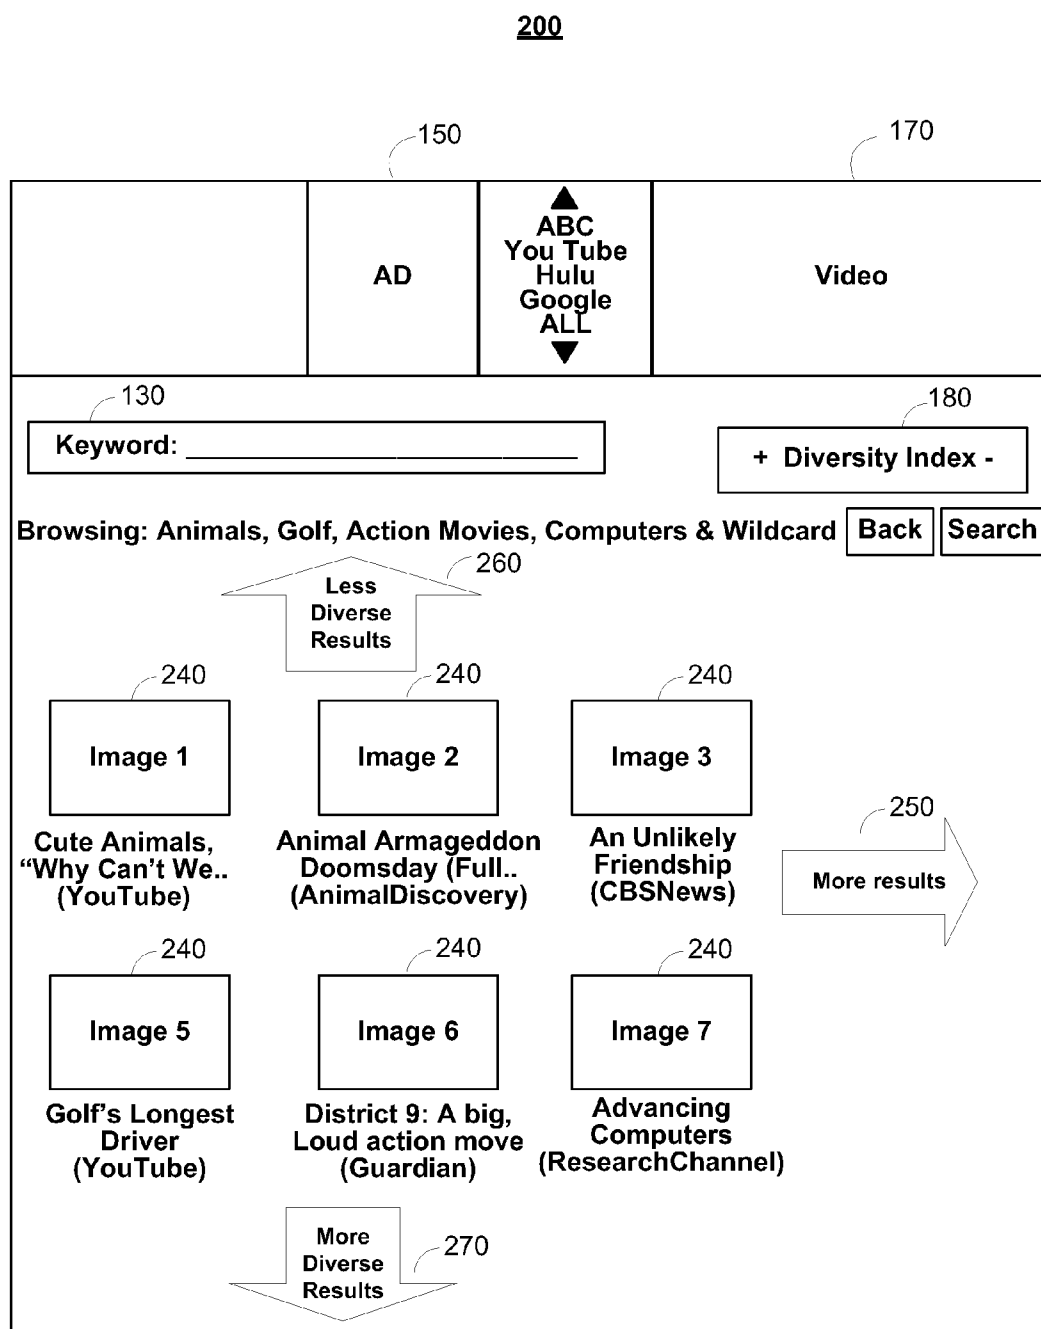 200
150
170
AD
ABC
You Tube
Hulu
Google
ALL
Video
130
180
Keyword: ___________________________
+ Diversity Index -
Browsing: Animals, Golf, Action Movies, Computers & Wildcard
Back
Search
Less
Diverse
Results
260
240
240
240
Image 1
Image 2
Image 3
Cute Animals,
“Why Can’t We..
(YouTube)
Animal Armageddon
Doomsday (Full..
(AnimalDiscovery)
An Unlikely
Friendship
(CBSNews)
250
More results
240
240
240
Image 5
Image 6
Image 7
Golf’s Longest
Driver
(YouTube)
District 9: A big,
Loud action move
(Guardian)
Advancing
Computers
(ResearchChannel)
More
Diverse
Results
270